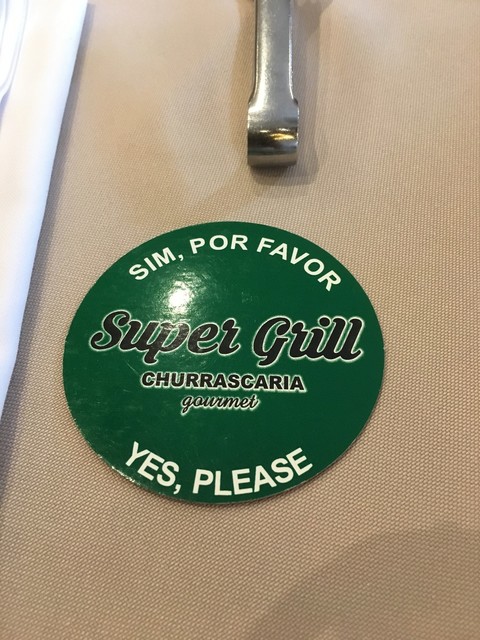 SIM, POR FAVOR
Super Grill
CHURRASCARIA
gourmet
YES, PLEASE